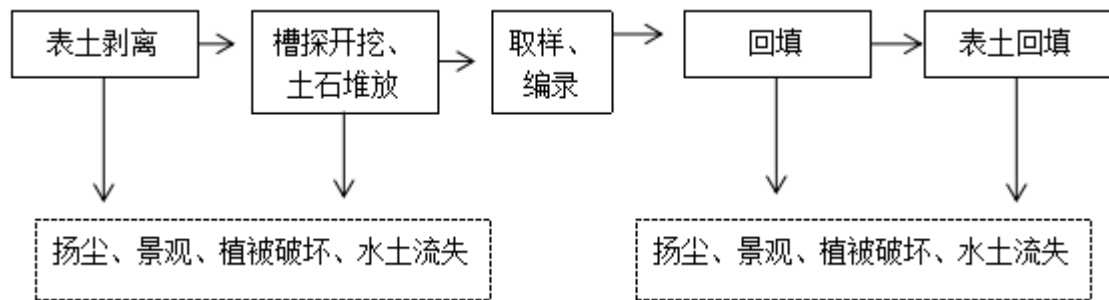 表土剥离
槽探开挖、
土石堆放
取样、
编录
回填
表土回填
扬尘、景观、植被破坏、水土流失
扬尘、景观、植被破坏、水土流失